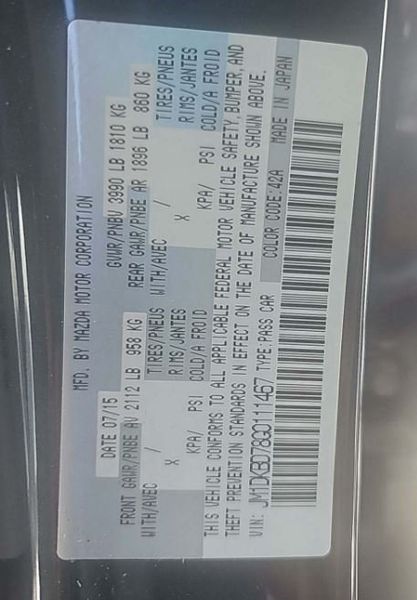 MFD. BY MAZDA MOTOR CORPORATION
DATE 07/15 GVWR/PNBV 3990 LB 1810 KG
FRONT GAWR/PNBE AV 2112 LB 958 KG REAR GAWR/PNBE AR 1896 LB 860 KG
WITH/AVEC / TIRES/PNEUS WITH/AVEC / TIRES/PNEUS
X RIMS/JANTES X RIMS/JANTES
KPA/ PSI COLD/A FROID KPA/ PSI COLD/A FROID
THIS VEHICLE CONFORMS TO ALL APPLICABLE FEDERAL MOTOR VEHICLE SAFETY, BUMPER, AND
THEFT PREVENTION STANDARDS IN EFFECT ON THE DATE OF MANUFACTURE SHOWN ABOVE.
VIN: JM1DKBD78G0111467 TYPE:PASS CAR COLOR CODE:42A MADE IN JAPAN